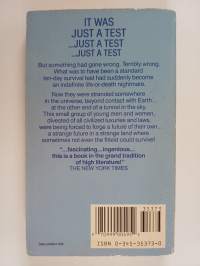 IT WAS
JUST A TEST
...JUST A TEST
...JUST A TEST
But something had gone wrong. Terribly wrong.
What was to have been a standard
ten-day survival test had suddenly become
an indefinite life-or-death nightmare.
Now they were stranded somewhere
in the universe, beyond contact with Earth...
at the other end of a tunnel in the sky.
This small group of young men and women,
divested of all civilized luxuries and laws,
were being forced to forge a future of their own...
a strange future in a strange land where
sometimes not even the fittest could survive!
"...fascinating... ingenious...
this is a book in the grand tradition
of high literature!"
THE NEW YORK TIMES
ISBN 0-345-35373-0